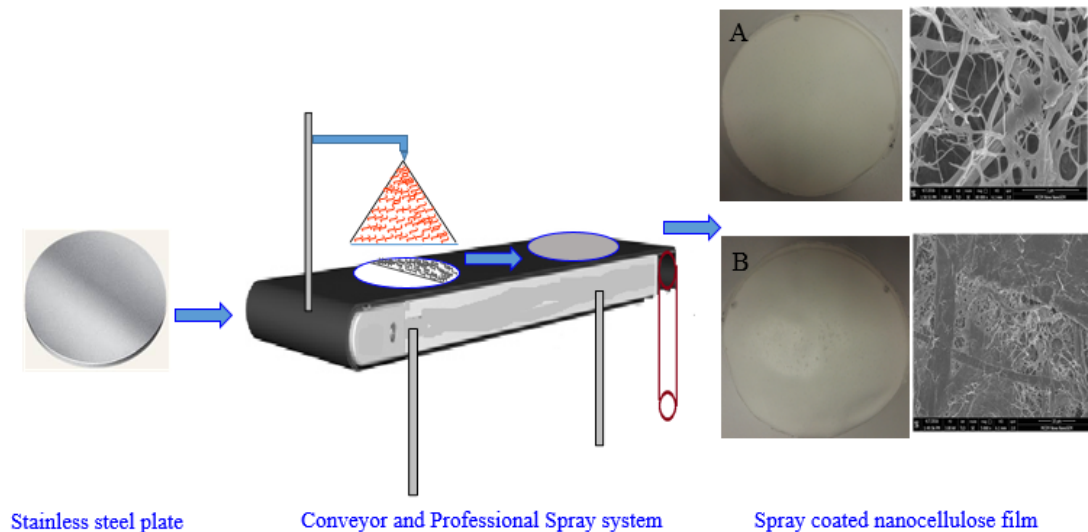 A
B
Stainless steel plate
Conveyor and Professional Spray system
Spray coated nanocellulose film